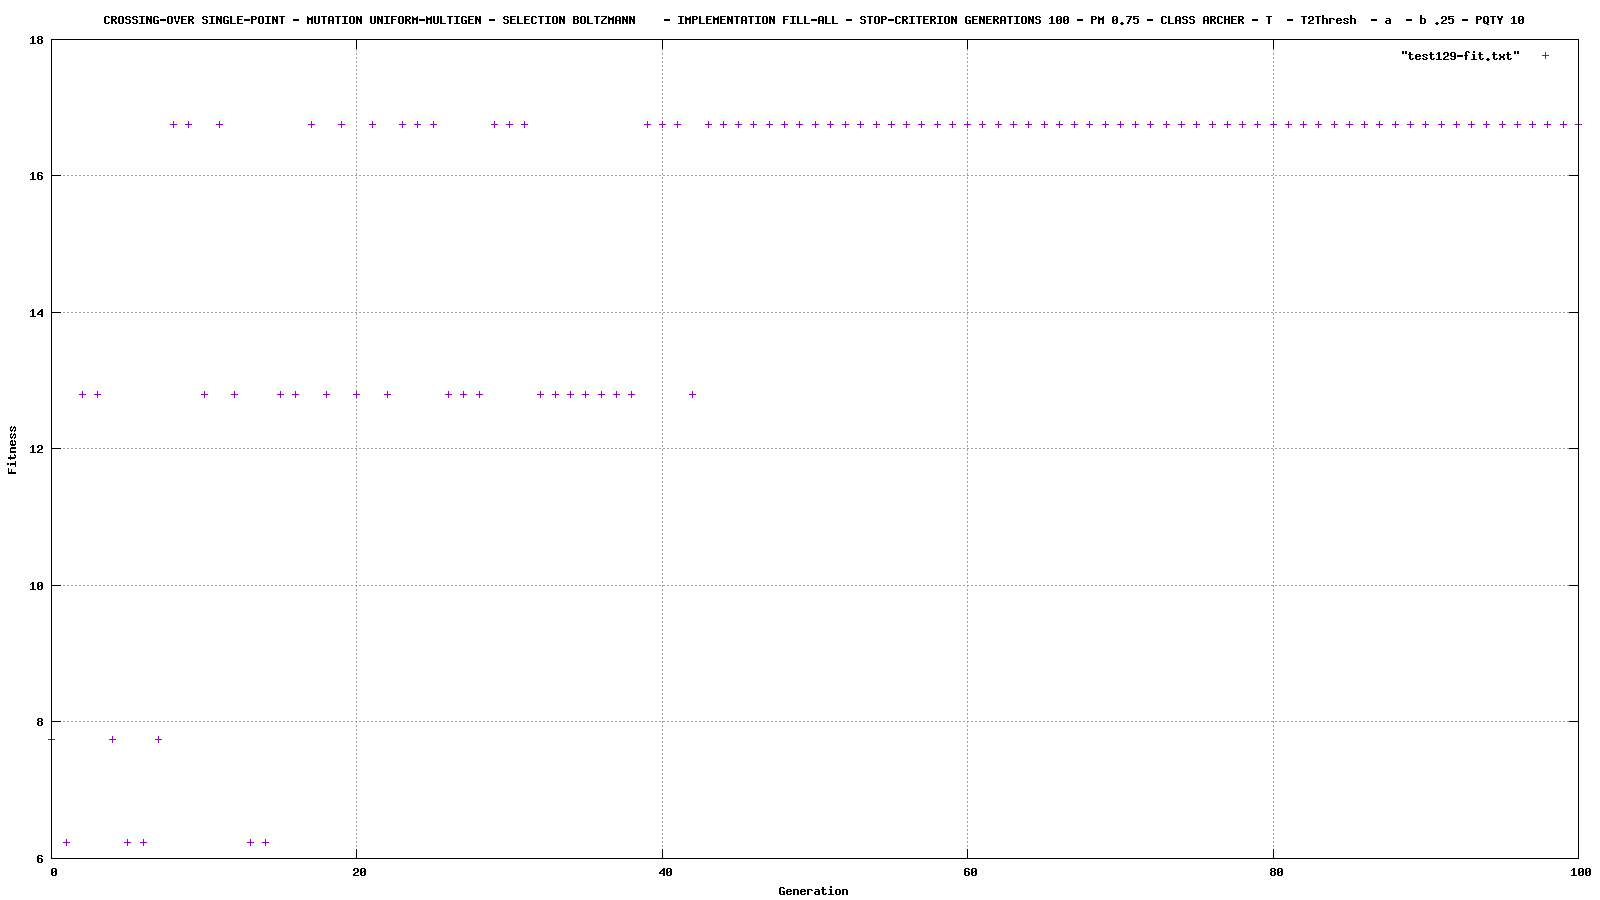 CROSSING-OVER SINGLE-POINT - MUTATION UNIFORM-MULTIGEN - SELECTION BOLTZMANN    - IMPLEMENTATION FILL-ALL - STOP-CRITERION GENERATIONS 100 - PM 0.75 - CLASS ARCHER - T  - T2Thresh  - a  - b .25 - PQTY 10
18
"test129-fit.txt"
16
14
12
Fitness
10
8
6
0 20 40 60 80 100
Generation